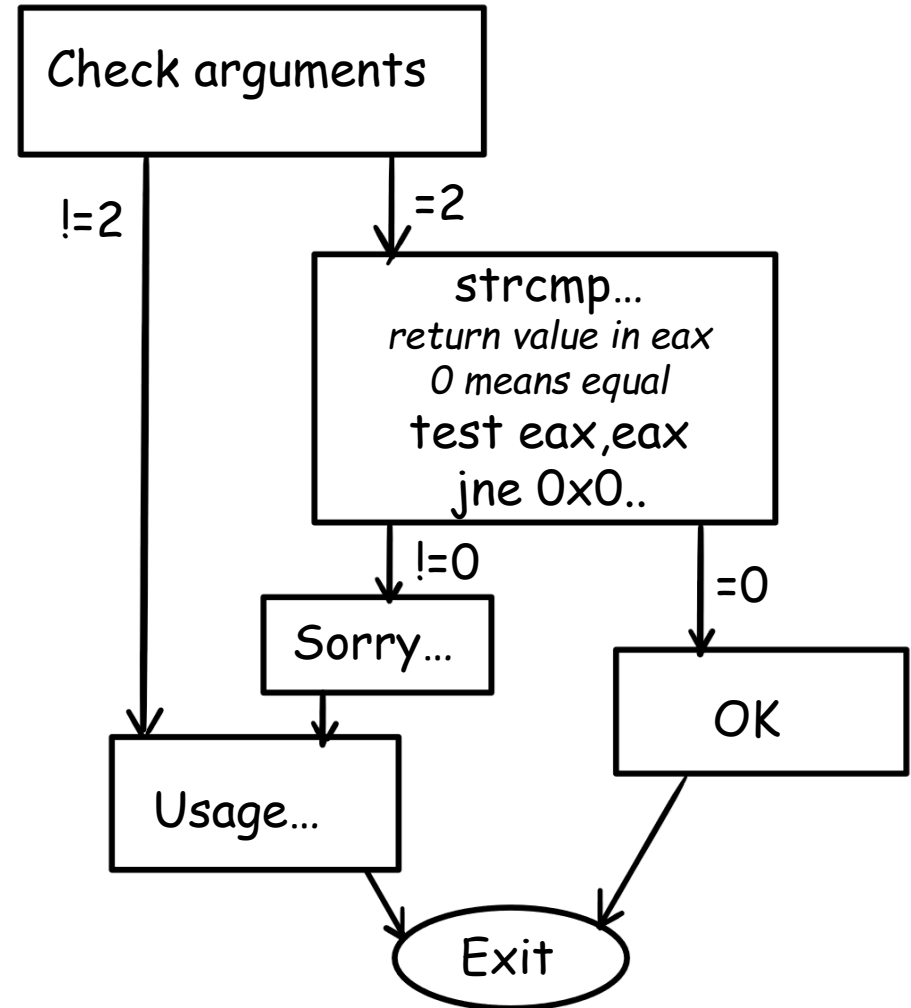 Check arguments
!=2
=2
strcmp...
return value in eax
0 means equal
test eax,eax
jne 0x0..
!=0
=0
Sorry...
OK
Usage...
Exit